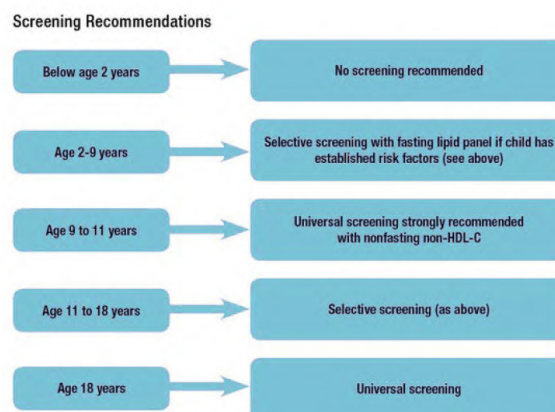 Screening Recommendations
Below age 2 years
No screening recommended
Age 2-9 years
Selective screening with fasting lipid panel if child has
established risk factors (see above)
Age 9 to 11 years
Universal screening strongly recommended
with nonfasting non-HDL-C
Age 11 to 18 years
Selective screening (as above)
Age 18 years
Universal screening